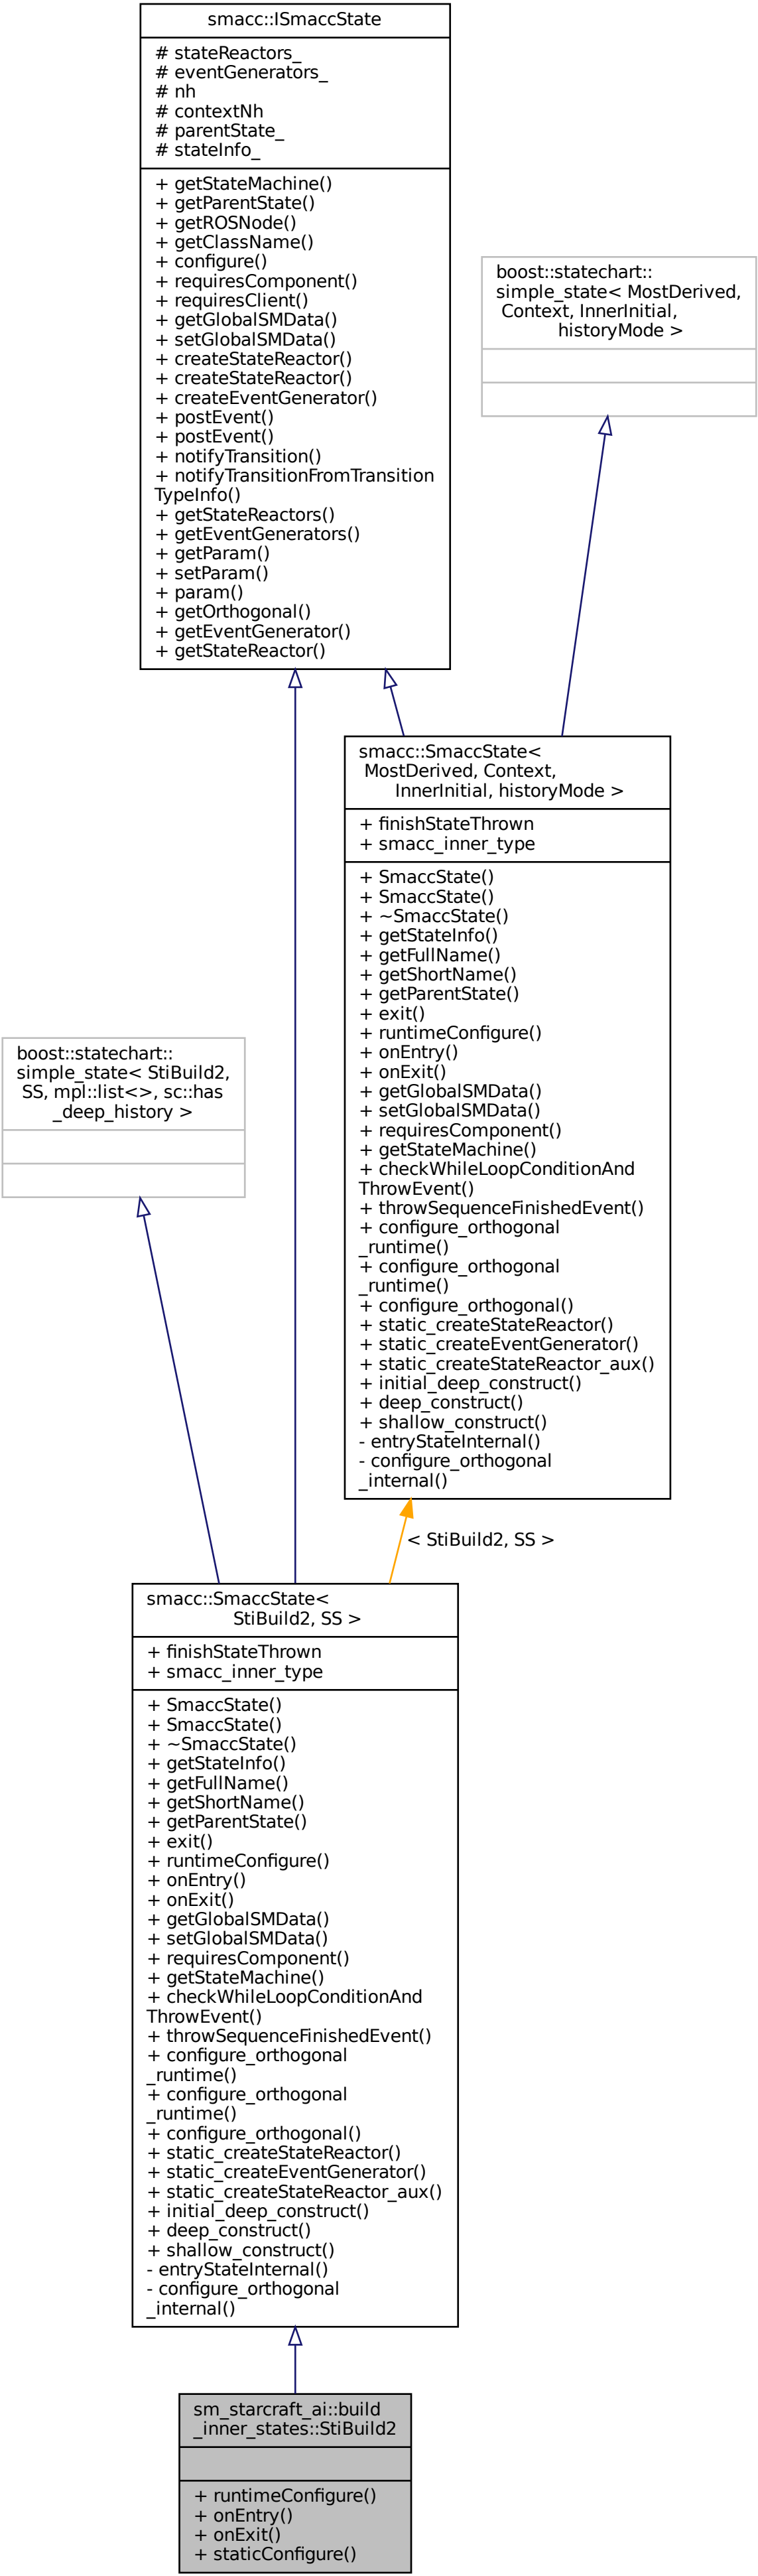 smacc::ISmaccState
# stateReactors_
# eventGenerators_
# nh
# contextNh
# parentState_
# stateInfo_
+ getStateMachine()
+ getParentState()
+ getROSNode()
+ getClassName()
+ configure()
+ requiresComponent()
+ requiresClient()
+ getGlobalSMData()
+ setGlobalSMData()
+ createStateReactor()
+ createStateReactor()
+ createEventGenerator()
+ postEvent()
+ postEvent()
+ notifyTransition()
+ notifyTransitionFromTransition
TypeInfo()
+ getStateReactors()
+ getEventGenerators()
+ getParam()
+ setParam()
+ param()
+ getOrthogonal()
+ getEventGenerator()
+ getStateReactor()
boost::statechart::
simple_state< MostDerived,
Context, InnerInitial,
historyMode >
smacc::SmaccState<
MostDerived, Context,
InnerInitial, historyMode >
+ finishStateThrown
+ smacc_inner_type
+ SmaccState()
+ SmaccState()
+ ~SmaccState()
+ getStateInfo()
+ getFullName()
+ getShortName()
+ getParentState()
+ exit()
+ runtimeConfigure()
+ onEntry()
+ onExit()
+ getGlobalSMData()
+ setGlobalSMData()
+ requiresComponent()
+ getStateMachine()
+ checkWhileLoopConditionAnd
ThrowEvent()
+ throwSequenceFinishedEvent()
+ configure_orthogonal
_runtime()
+ configure_orthogonal
_runtime()
+ configure_orthogonal()
+ static_createStateReactor()
+ static_createEventGenerator()
+ static_createStateReactor_aux()
+ initial_deep_construct()
+ deep_construct()
+ shallow_construct()
- entryStateInternal()
- configure_orthogonal
_internal()
boost::statechart::
simple_state< StiBuild2,
SS, mpl::list<>, sc::has
_deep_history >
< StiBuild2, SS >
smacc::SmaccState<
StiBuild2, SS >
+ finishStateThrown
+ smacc_inner_type
+ SmaccState()
+ SmaccState()
+ ~SmaccState()
+ getStateInfo()
+ getFullName()
+ getShortName()
+ getParentState()
+ exit()
+ runtimeConfigure()
+ onEntry()
+ onExit()
+ getGlobalSMData()
+ setGlobalSMData()
+ requiresComponent()
+ getStateMachine()
+ checkWhileLoopConditionAnd
ThrowEvent()
+ throwSequenceFinishedEvent()
+ configure_orthogonal
_runtime()
+ configure_orthogonal
_runtime()
+ configure_orthogonal()
+ static_createStateReactor()
+ static_createEventGenerator()
+ static_createStateReactor_aux()
+ initial_deep_construct()
+ deep_construct()
+ shallow_construct()
- entryStateInternal()
- configure_orthogonal
_internal()
sm_starcraft_ai::build
_inner_states::StiBuild2
+ runtimeConfigure()
+ onEntry()
+ onExit()
+ staticConfigure()